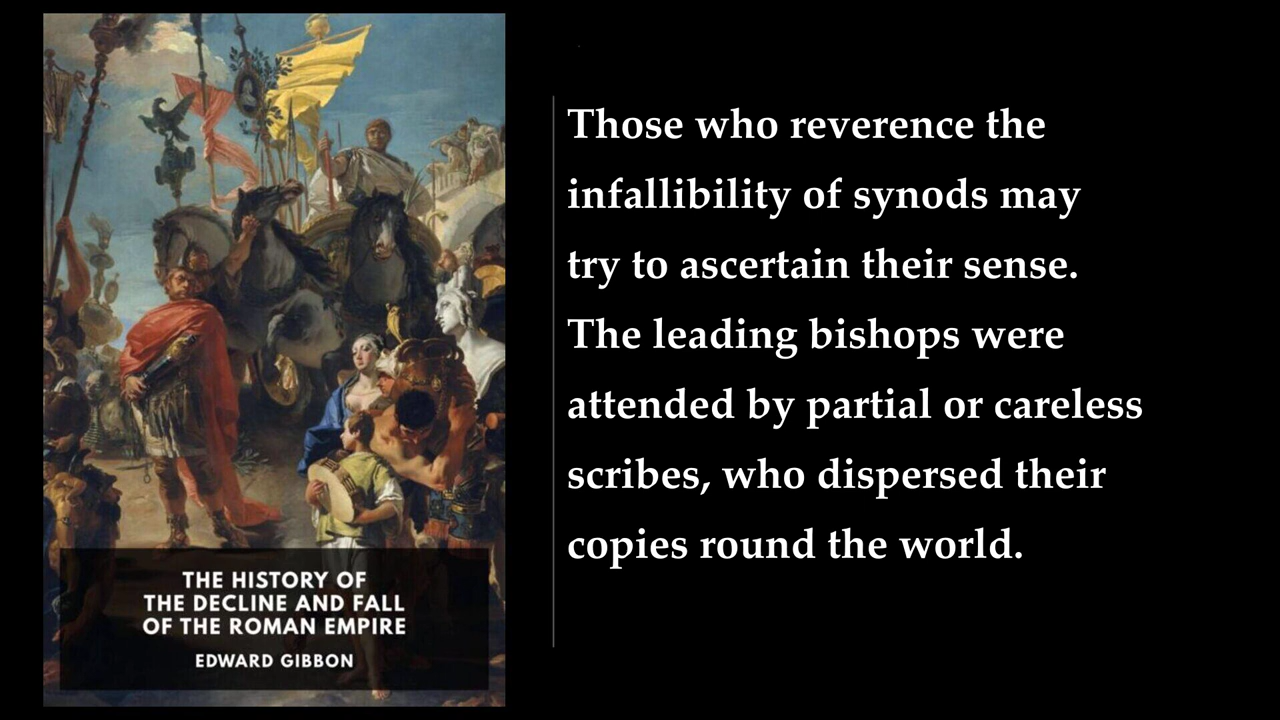 Those who reverence the
infallibility of synods may
try to ascertain their sense.
The leading bishops were
attended by partial or careless
scribes, who dispersed their
copies round the world.
THE HISTORY OF
THE DECLINE AND FALL
OF THE ROMAN EMPIRE
EDWARD GIBBON